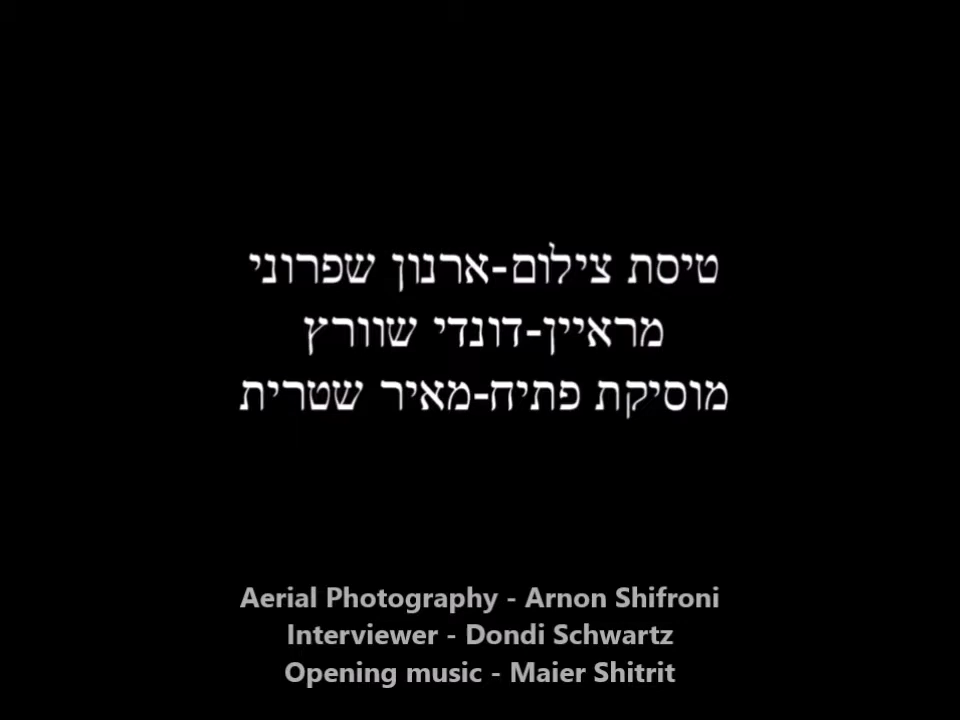 טיסת צילום-ארנון שפרוני
מראיין-דונדי שוורץ
מוסיקת פתיח-מאיר שטרית
Aerial Photography - Arnon Shifroni
Interviewer - Dondi Schwartz
Opening music - Maier Shitrit